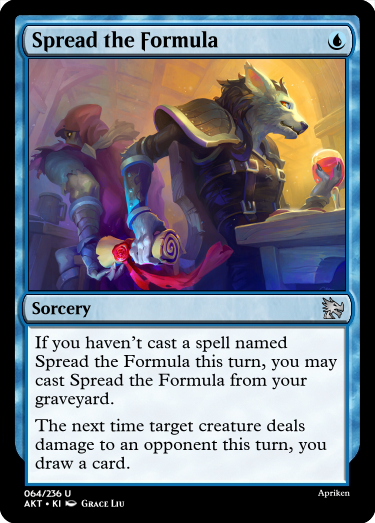 Spread the Formula
Sorcery
If you haven't cast a spell named
Spread the Formula this turn, you may
cast Spread the Formula from your
graveyard.
The next time target creature deals
damage to an opponent this turn, you
draw a card.
064/236 U
Apriken
AKT • KI Grace Liu